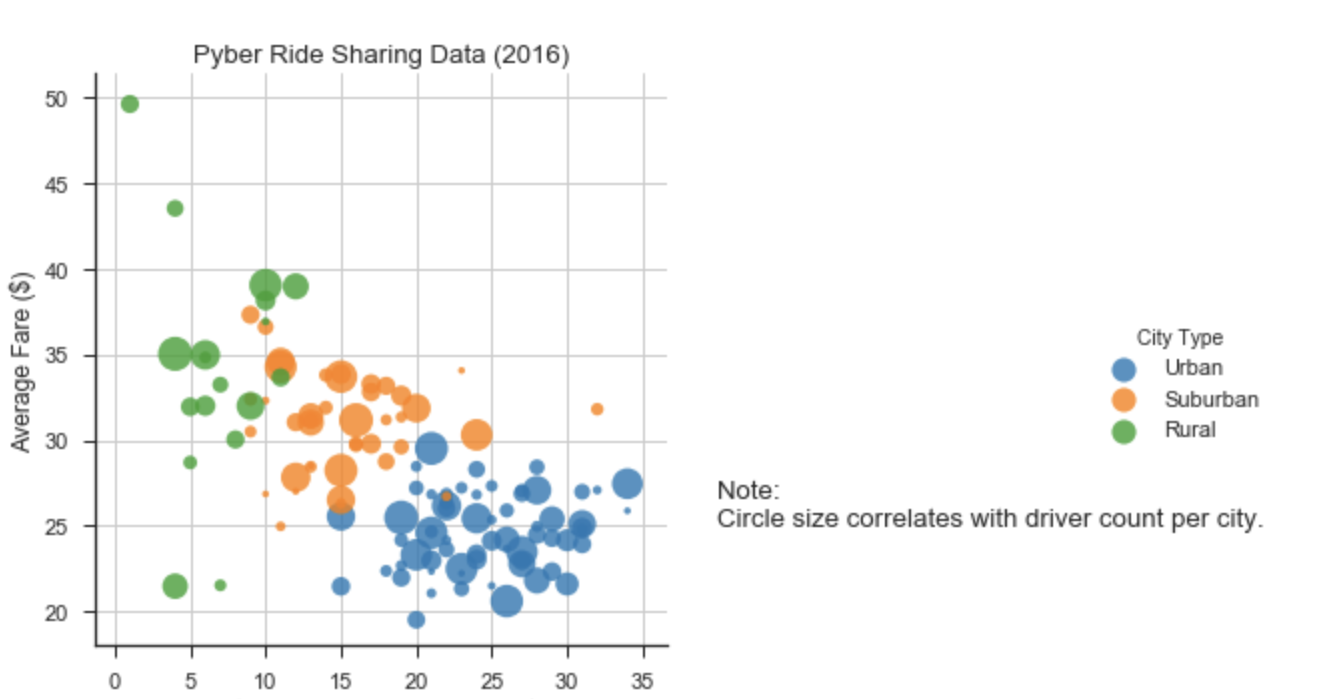 Pyber Ride Sharing Data (2016)
50
45
40
35
30
25
20
Average Fare ($)
0 5 10 15 20 25 30 35
City Type
Urban
Suburban
Rural
Note:
Circle size correlates with driver count per city.